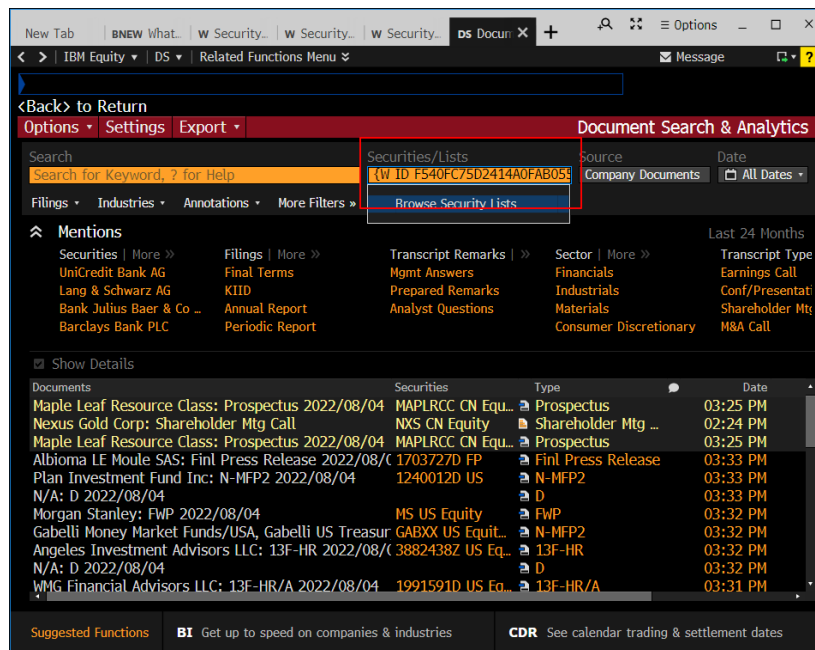 New Tab BNEW What... W Security... W Security... W Security... DS Docum X + A Options
< > IBM Equity DS Related Functions Menu Message ?
<Back> to Return
Options Settings Export Document Search & Analytics
Search Securities/Lists Source Date
Search for Keyword, ? for Help {W ID F540FC75D2414A0FAB055 Company Documents All Dates
Filings Industries Annotations More Filters » Browse Security Lists
Mentions Last 24 Months
Securities | More » Filings | More » Transcript Remarks | » Sector | More » Transcript Type
UniCredit Bank AG Final Terms Mgmt Answers Financials Earnings Call
Lang & Schwarz AG KIID Prepared Remarks Industrials Conf/Presentati
Bank Julius Baer & Co … Annual Report Analyst Questions Materials Shareholder Mtg
Barclays Bank PLC Periodic Report Consumer Discretionary M&A Call
Show Details
Documents Securities Type Date
Maple Leaf Resource Class: Prospectus 2022/08/04 MAPLRCC CN Equ… Prospectus 03:25 PM
Nexus Gold Corp: Shareholder Mtg Call NXS CN Equity Shareholder Mtg … 02:24 PM
Maple Leaf Resource Class: Prospectus 2022/08/04 MAPLRCC CN Equ… Prospectus 03:25 PM
Albioma LE Moule SAS: Finl Press Release 2022/08/0 1703727D FP Finl Press Release 03:33 PM
Plan Investment Fund Inc: N-MFP2 2022/08/04 1240012D US N-MFP2 03:33 PM
N/A: D 2022/08/04 D 03:33 PM
Morgan Stanley: FWP 2022/08/04 MS US Equity FWP 03:32 PM
Gabelli Money Market Funds/USA, Gabelli US Treasur GABXX US Equit… N-MFP2 03:32 PM
Angeles Investment Advisors LLC: 13F-HR 2022/08/0 3882438Z US Eq… 13F-HR 03:32 PM
N/A: D 2022/08/04 D 03:32 PM
WMG Financial Advisors LLC: 13F-HR/A 2022/08/04 1991591D US Eq… 13F-HR/A 03:31 PM
Suggested Functions BI Get up to speed on companies & industries CDR See calendar trading & settlement dates